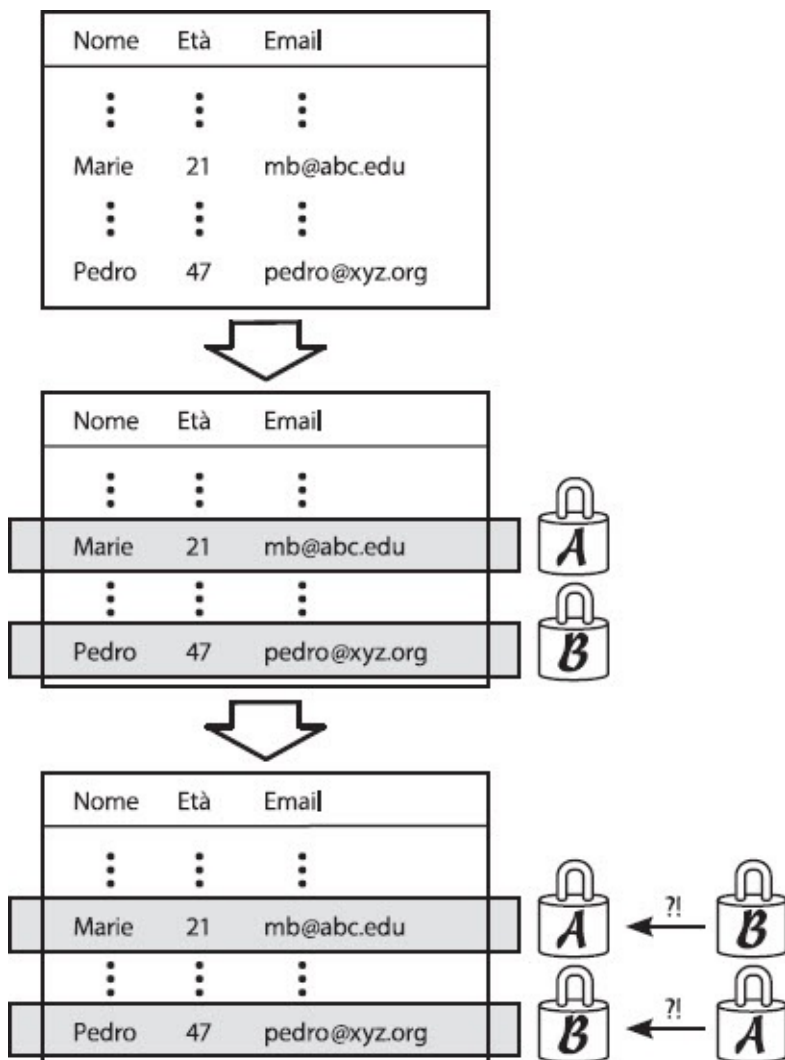 Nome Età Email
Marie 21 mb@abc.edu
Pedro 47 pedro@xyz.org
Nome Età Email
Marie 21 mb@abc.edu A
Pedro 47 pedro@xyz.org B
Nome Età Email
Marie 21 mb@abc.edu A ?! B
Pedro 47 pedro@xyz.org B ?! A